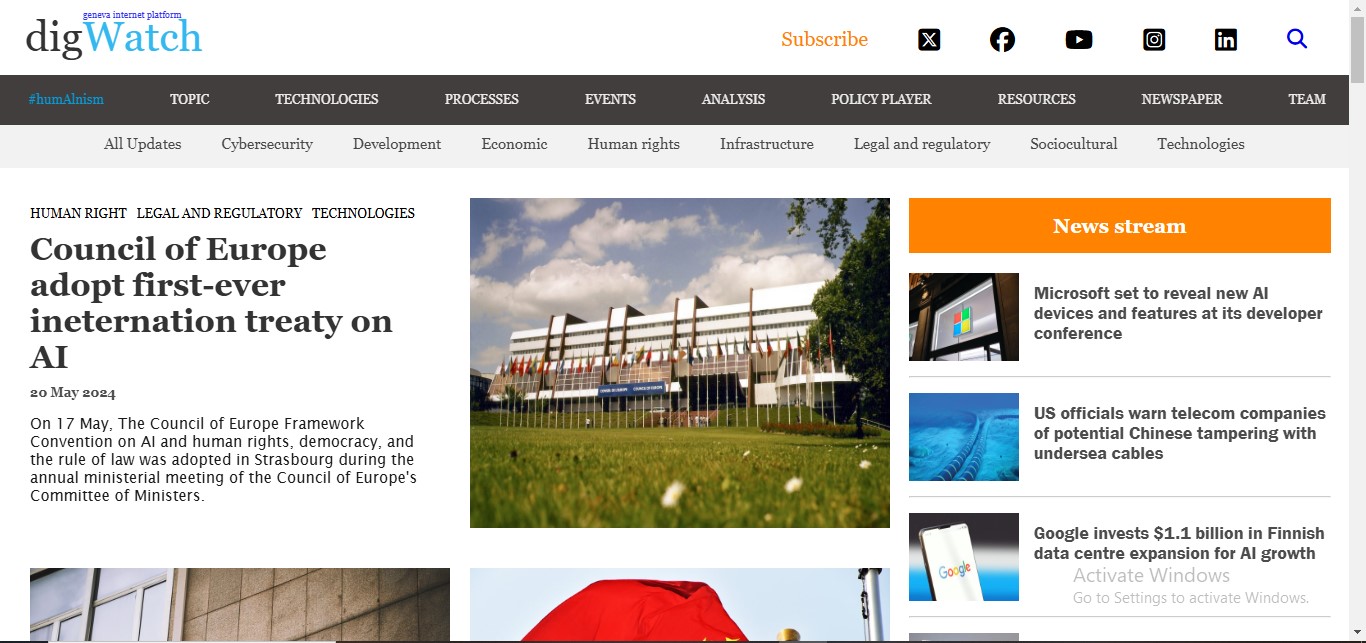 geneva internet platform
digWatch
Subscribe
#humAInism
TOPIC
TECHNOLOGIES
PROCESSES
EVENTS
ANALYSIS
POLICY PLAYER
RESOURCES
NEWSPAPER
TEAM
All Updates
Cybersecurity
Development
Economic
Human rights
Infrastructure
Legal and regulatory
Sociocultural
Technologies
HUMAN RIGHT LEGAL AND REGULATORY TECHNOLOGIES
Council of Europe
adopt first-ever
ineternation treaty on
AI
20 May 2024
On 17 May, The Council of Europe Framework
Convention on AI and human rights, democracy, and
the rule of law was adopted in Strasbourg during the
annual ministerial meeting of the Council of Europe's
Committee of Ministers.
News stream
Microsoft set to reveal new AI
devices and features at its developer
conference
US officials warn telecom companies
of potential Chinese tampering with
undersea cables
Google invests $1.1 billion in Finnish
data centre expansion for AI growth
Google
Activate Windows
Go to Settings to activate Windows.